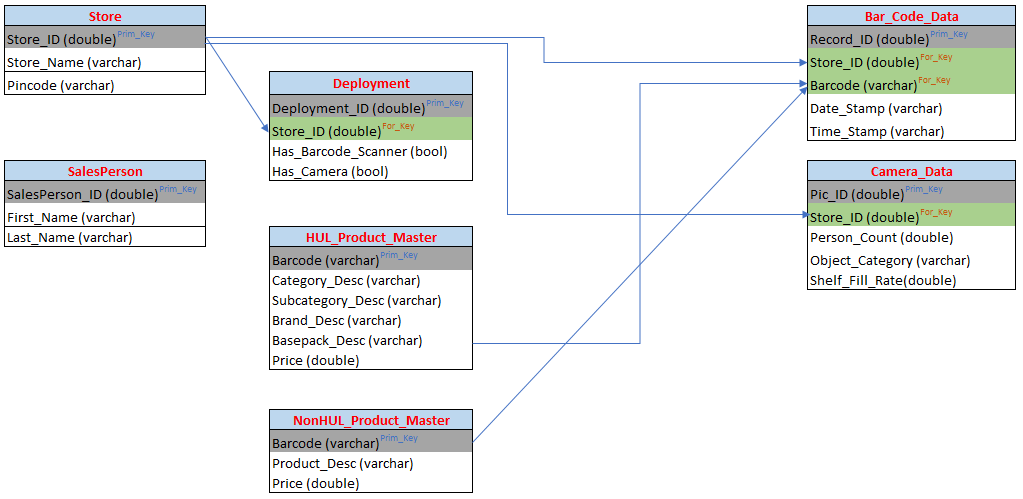 Store
Store_ID (double) Prim_Key
Store_Name (varchar)
Pincode (varchar)
SalesPerson
SalesPerson_ID (double) Prim_Key
First_Name (varchar)
Last_Name (varchar)
Deployment
Deployment_ID (double) Prim_Key
Store_ID (double) For_Key
Has_Barcode_Scanner (bool)
Has_Camera (bool)
HUL_Product_Master
Barcode (varchar) Prim_Key
Category_Desc (varchar)
Subcategory_Desc (varchar)
Brand_Desc (varchar)
Basepack_Desc (varchar)
Price (double)
NonHUL_Product_Master
Barcode (varchar) Prim_Key
Product_Desc (varchar)
Price (double)
Bar_Code_Data
Record_ID (double) Prim_Key
Store_ID (double) For_Key
Barcode (varchar) For_Key
Date_Stamp (varchar)
Time_Stamp (varchar)
Camera_Data
Pic_ID (double) Prim_Key
Store_ID (double) For_Key
Person_Count (double)
Object_Category (varchar)
Shelf_Fill_Rate(double)